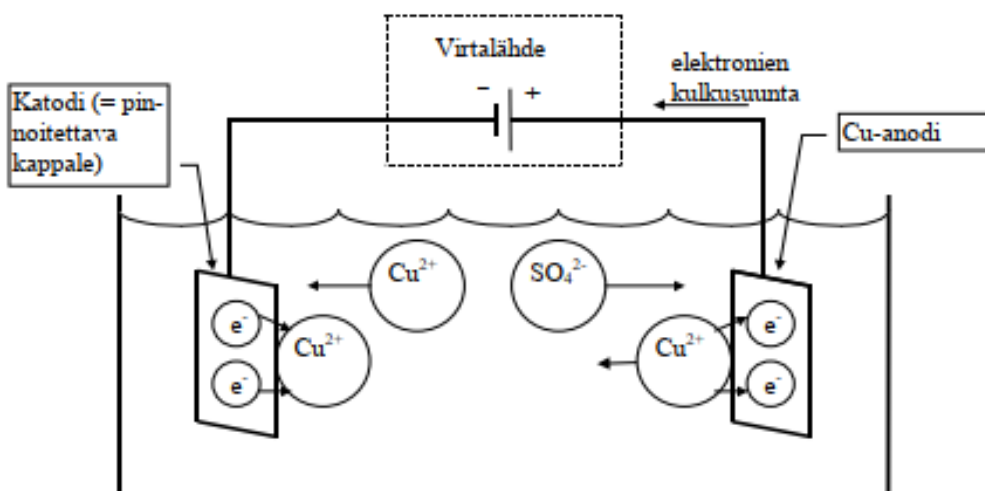 Virtalähde
− +
elektronien
kulkusuunta
Katodi (= pin-
noitettava
kappale)
Cu-anodi
Cu²⁺
SO₄²⁻
e⁻
Cu²⁺
e⁻
Cu²⁺
e⁻
e⁻